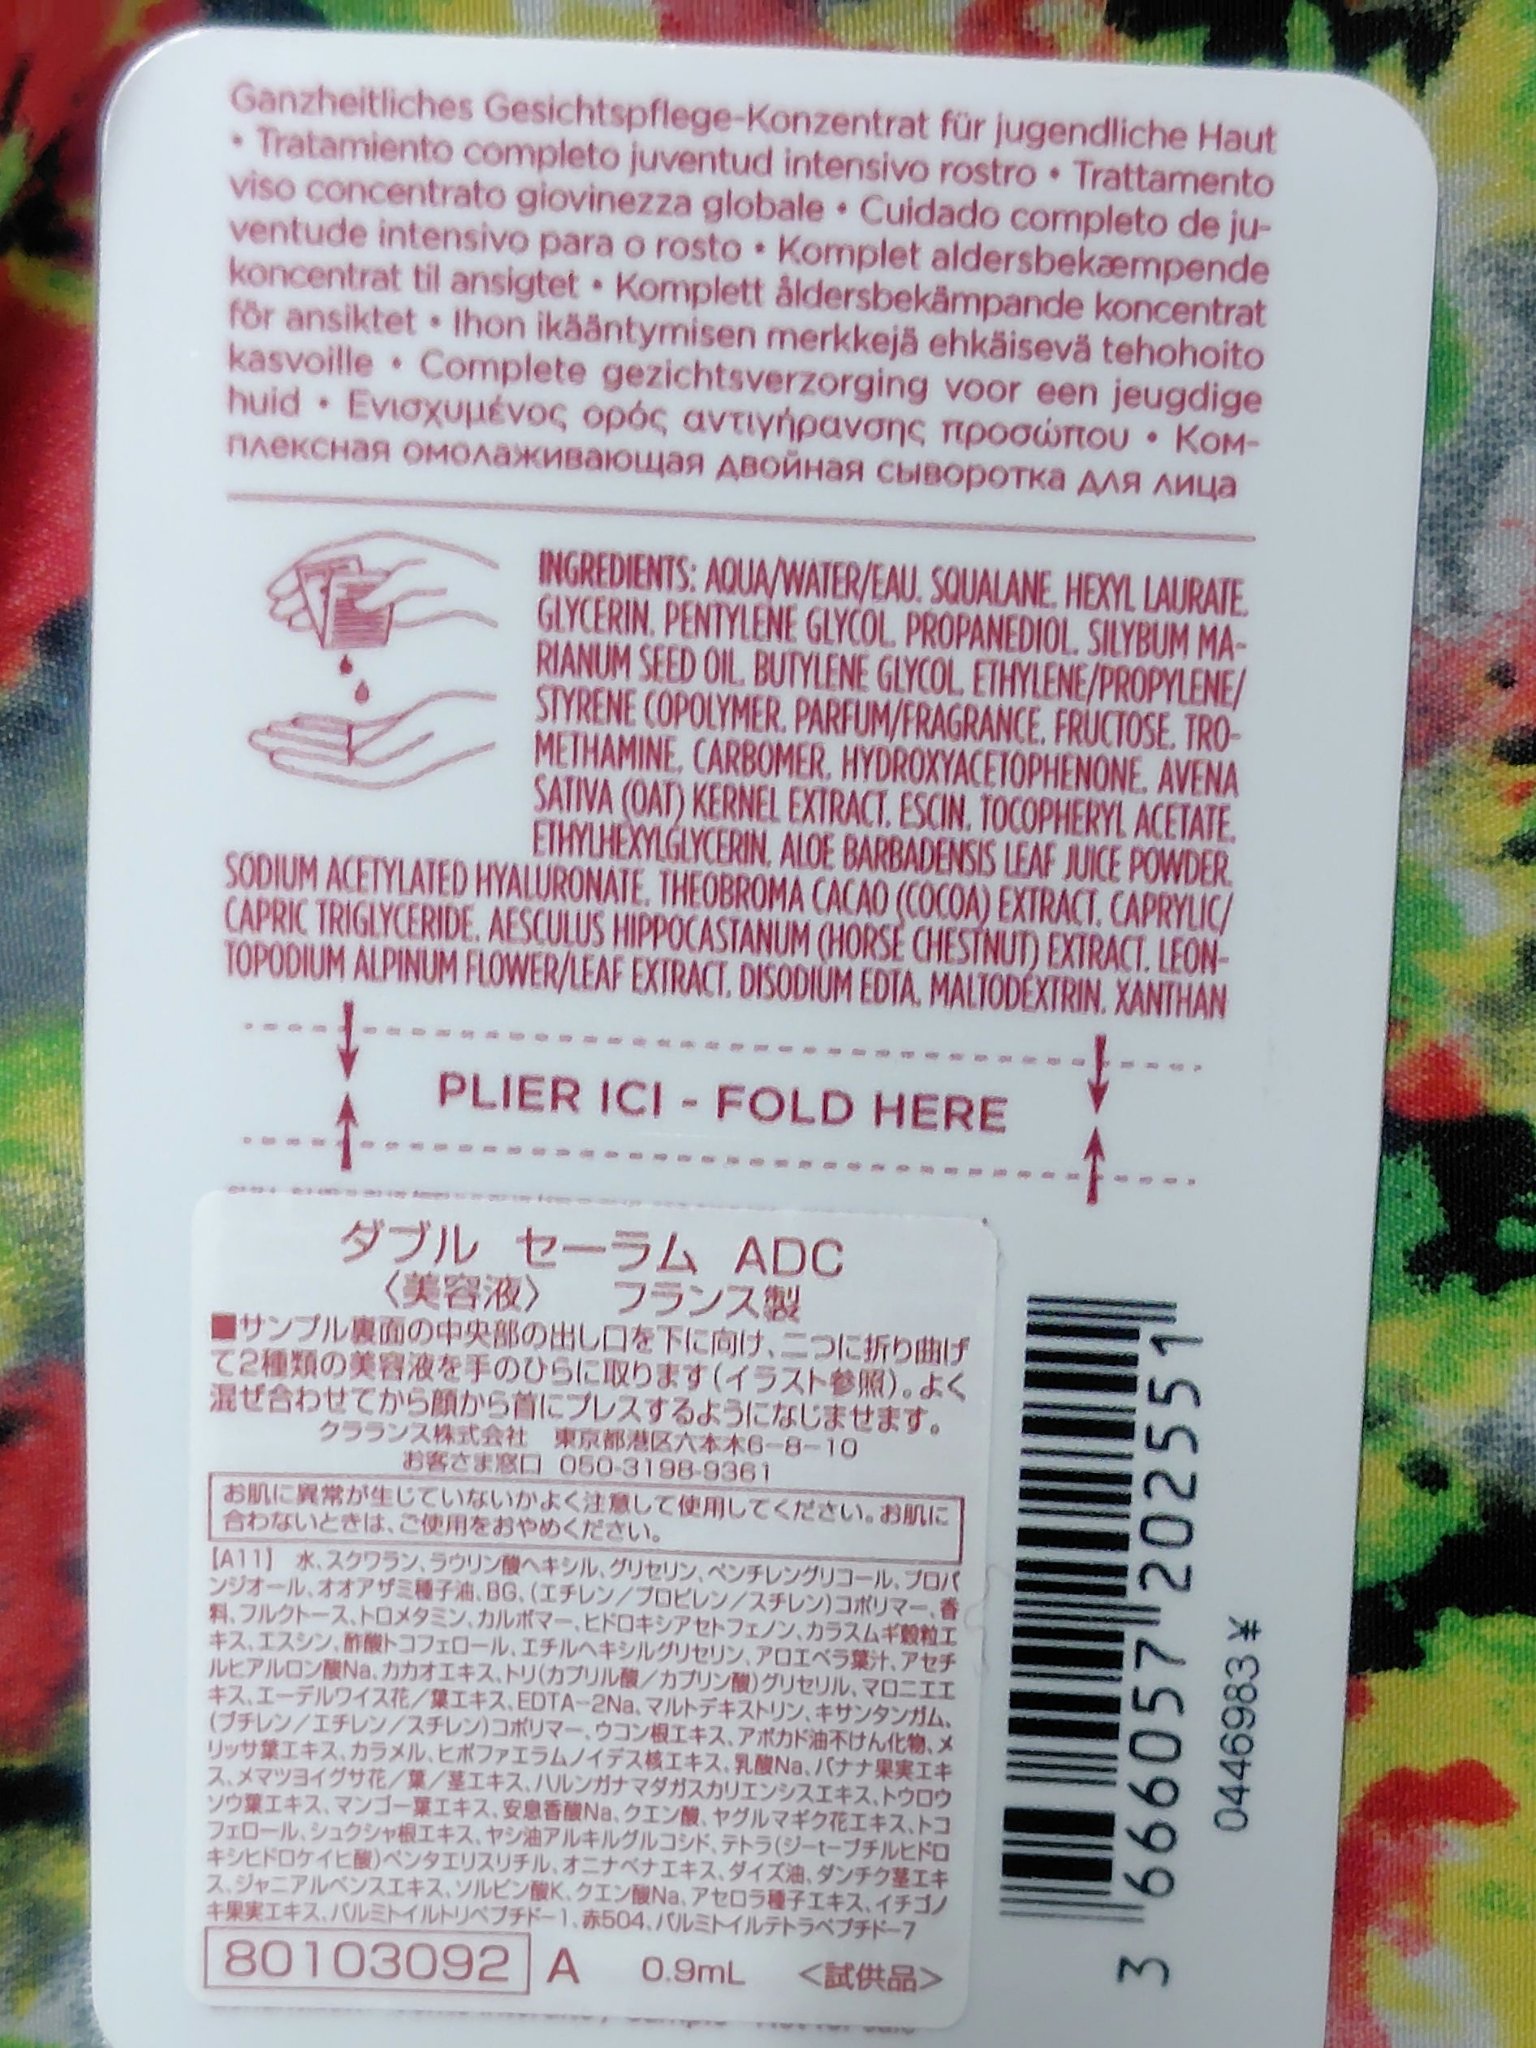 Ganzheitliches Gesichtspflege-Konzentrat für jugendliche Haut
• Tratamiento completo juventud intensivo rostro • Trattamento
viso concentrato giovinezza globale • Cuidado completo de ju-
ventude intensivo para o rosto • Komplet aldersbekæmpende
koncentrat til ansigtet • Komplett åldersbekämpande koncentrat
för ansiktet • Ihon ikääntymisen merkkejä ehkäisevä tehohoito
kasvoille • Complete gezichtsverzorging voor een jeugdige
huid • Ενισχυμένος ορός αντιγήρανσης προσώπου • Ком-
плексная омолаживающая двойная сыворотка для лица
INGREDIENTS: AQUA/WATER/EAU. SQUALANE. HEXYL LAURATE.
GLYCERIN. PENTYLENE GLYCOL. PROPANEDIOL. SILYBUM MA-
RIANUM SEED OIL. BUTYLENE GLYCOL. ETHYLENE/PROPYLENE/
STYRENE COPOLYMER. PARFUM/FRAGRANCE. FRUCTOSE. TRO-
METHAMINE. CARBOMER. HYDROXYACETOPHENONE. AVENA
SATIVA (OAT) KERNEL EXTRACT. ESCIN. TOCOPHERYL ACETATE.
ETHYLHEXYLGLYCERIN. ALOE BARBADENSIS LEAF JUICE POWDER.
SODIUM ACETYLATED HYALURONATE. THEOBROMA CACAO (COCOA) EXTRACT. CAPRYLIC/
CAPRIC TRIGLYCERIDE. AESCULUS HIPPOCASTANUM (HORSE CHESTNUT) EXTRACT. LEON-
TOPODIUM ALPINUM FLOWER/LEAF EXTRACT. DISODIUM EDTA. MALTODEXTRIN. XANTHAN
PLIER ICI - FOLD HERE
ダブル セーラム ADC
〈美容液〉 フランス製
■サンプル裏面の中央部の出し口を下に向け、二つに折り曲げ
て2種類の美容液を手のひらに取ります(イラスト参照)。よく
混ぜ合わせてから顔から首にプレスするようになじませます。
クラランス株式会社 東京都港区六本木6-8-10
お客さま窓口 050-3198-9361
お肌に異常が生じていないかよく注意して使用してください。お肌に
合わないときは、ご使用をおやめください。
【A11】 水、スクワラン、ラウリン酸ヘキシル、グリセリン、ペンチレングリコール、プロパ
ンジオール、オオアザミ種子油、BG、(エチレン/プロピレン/スチレン)コポリマー、香
料、フルクトース、トロメタミン、カルボマー、ヒドロキシアセトフェノン、カラスムギ穀粒エ
キス、エスシン、酢酸トコフェロール、エチルヘキシルグリセリン、アロエベラ葉汁、アセチ
ルヒアルロン酸Na、カカオエキス、トリ(カプリル酸/カプリン酸)グリセリル、マロニエエ
キス、エーデルワイス花/葉エキス、EDTA-2Na、マルトデキストリン、キサンタンガム、
(ブチレン/エチレン/スチレン)コポリマー、ウコン根エキス、アボカド油不けん化物、メ
リッサ葉エキス、カラメル、ヒポファエラムノイデス核エキス、乳酸Na、バナナ果実エキ
ス、メマツヨイグサ花/葉/茎エキス、ハルンガナマダガスカリエンシスエキス、トウロウ
ソウ葉エキス、マンゴー葉エキス、安息香酸Na、クエン酸、ヤグルマギク花エキス、トコ
フェロール、シュクシャ根エキス、ヤシ油アルキルグルコシド、テトラ(ジ-t-ブチルヒドロ
キシヒドロケイヒ酸)ペンタエリスリチル、オニナベナエキス、ダイズ油、ダンチク茎エキ
ス、ジャニアルベンスエキス、ソルビン酸K、クエン酸Na、アセロラ種子エキス、イチゴノ
キ果実エキス、パルミトイルトリペプチド-1、赤504、パルミトイルテトラペプチド-7
80103092 A 0.9mL <試供品>
3 666057 202551
0446983¥